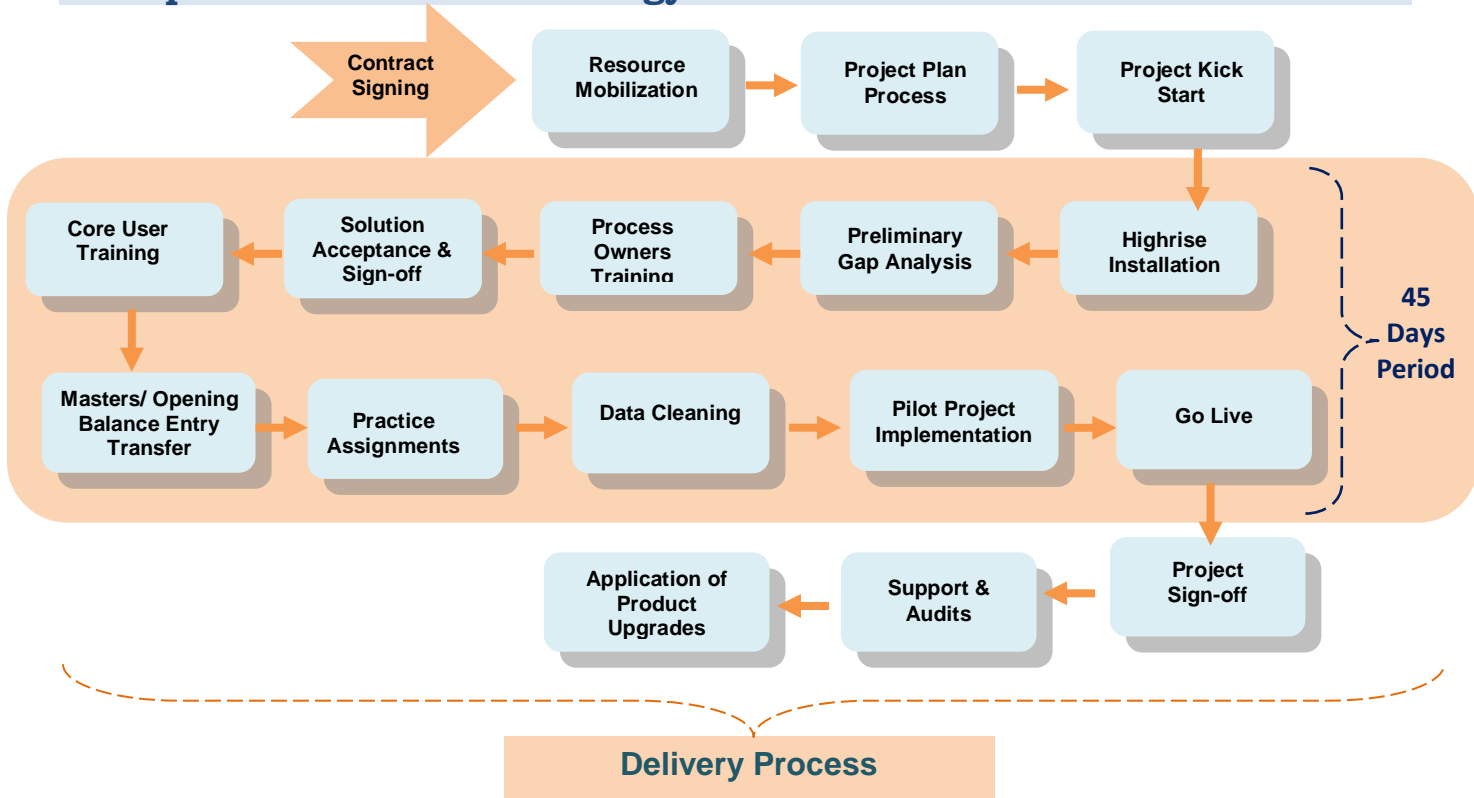 Contract
Signing
Resource
Mobilization
Project Plan
Process
Project Kick
Start
Core User
Training
Solution
Acceptance &
Sign-off
Process
Owners
Training
Preliminary
Gap Analysis
Highrise
Installation
45
Days
Period
Masters/ Opening
Balance Entry
Transfer
Practice
Assignments
Data Cleaning
Pilot Project
Implementation
Go Live
Application of
Product
Upgrades
Support &
Audits
Project
Sign-off
Delivery Process